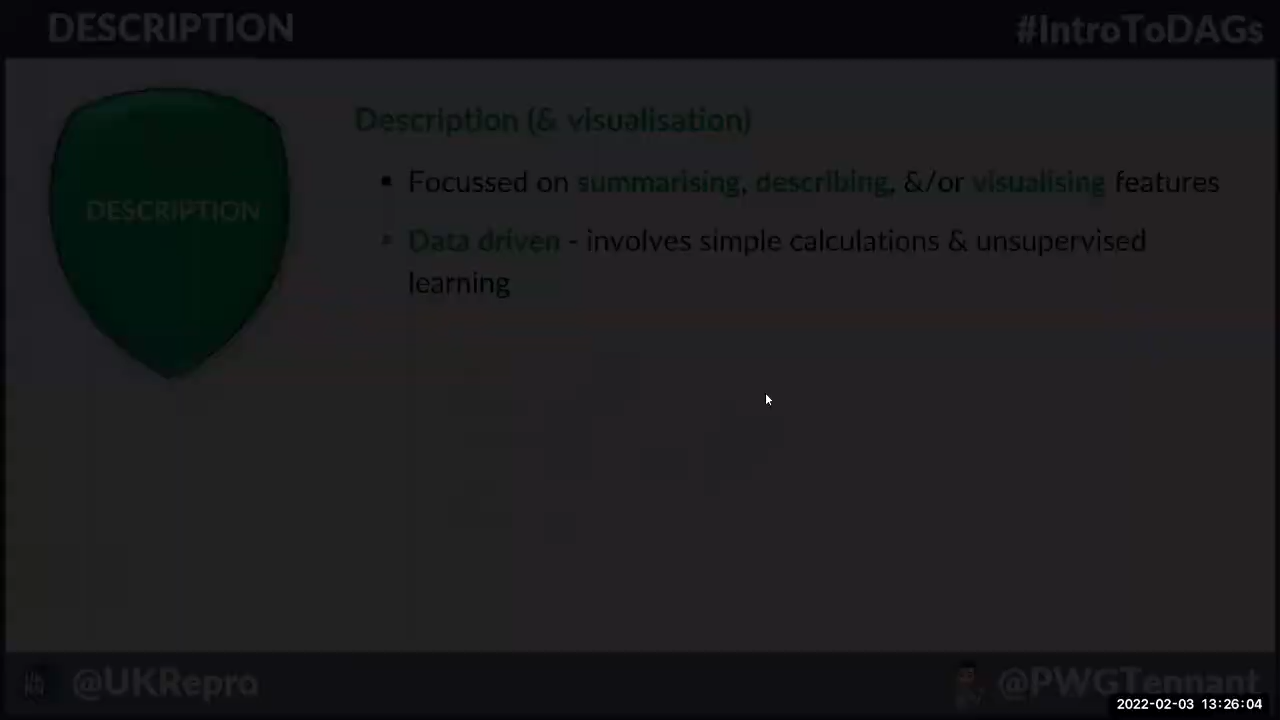 DESCRIPTION
#IntroToDAGs
DESCRIPTION
Description (& visualisation)
▪ Focussed on summarising, describing, &/or visualising features
▪ Data driven - involves simple calculations & unsupervised
learning
@UKRepro
@PWGTennant
2022-02-03 13:26:04